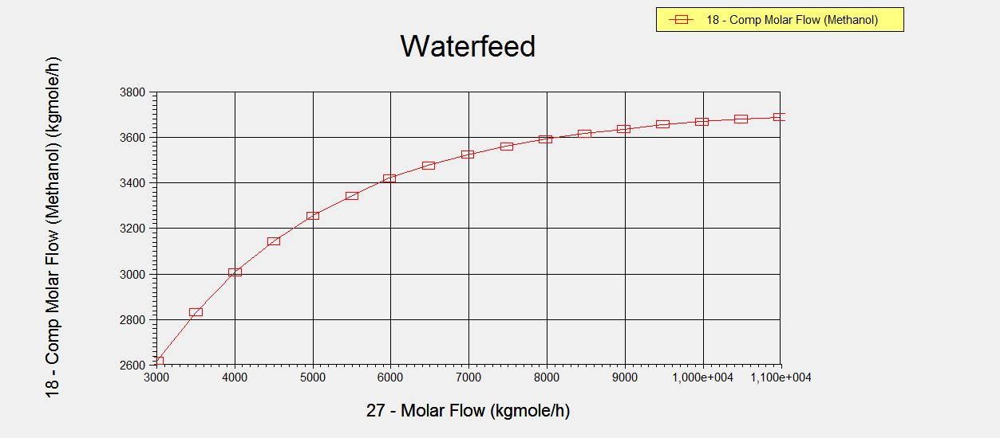 18 - Comp Molar Flow (Methanol)
Waterfeed
18 - Comp Molar Flow (Methanol) (kgmole/h)
3800
3600
3400
3200
3000
2800
2600
3000 4000 5000 6000 7000 8000 9000 1,000e+004 1,100e+004
27 - Molar Flow (kgmole/h)